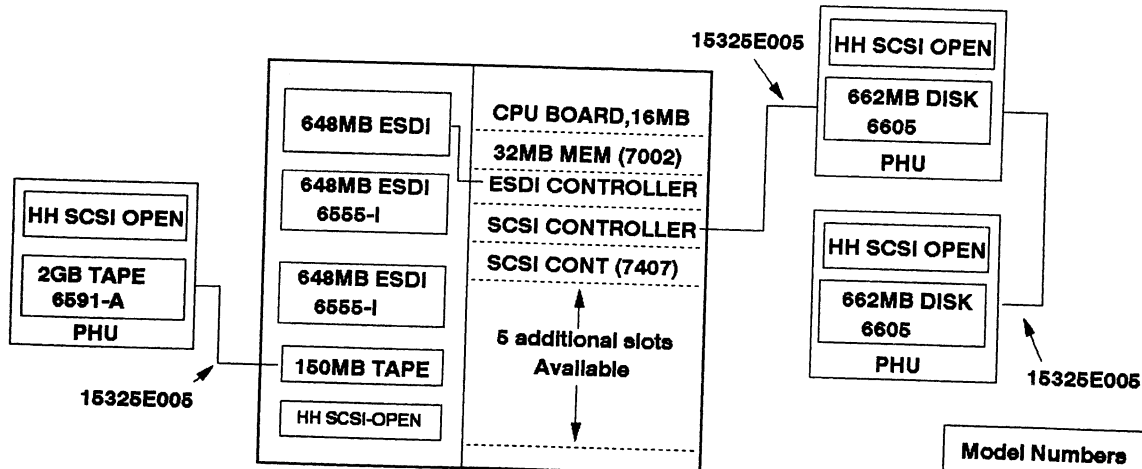 HH SCSI OPEN
2GB TAPE
6591-A
PHU
15325E005
648MB ESDI
648MB ESDI
6555-I
648MB ESDI
6555-I
150MB TAPE
HH SCSI-OPEN
CPU BOARD,16MB
32MB MEM (7002)
ESDI CONTROLLER
SCSI CONTROLLER
SCSI CONT (7407)
5 additional slots
Available
15325E005
HH SCSI OPEN
662MB DISK
6605
PHU
HH SCSI OPEN
662MB DISK
6605
PHU
15325E005
Model Numbers